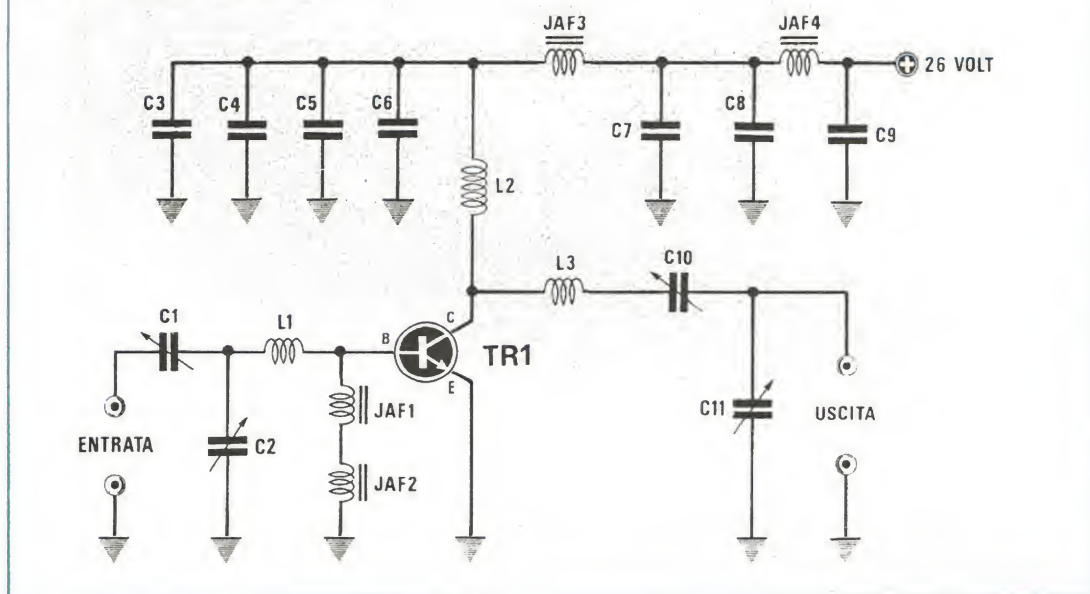 JAF3
JAF4
26 VOLT
C3
C4
C5
C6
C7
C8
C9
L2
L3
C10
C1
L1
B
C
E
TR1
JAF1
JAF2
ENTRATA
C2
C11
USCITA